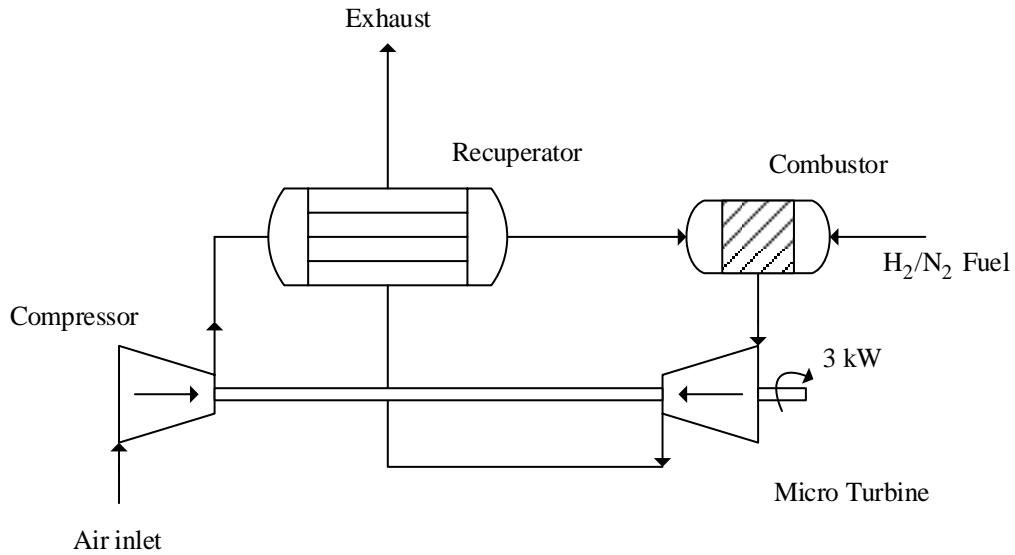 Exhaust
Recuperator
Combustor
H₂/N₂ Fuel
Compressor
3 kW
Micro Turbine
Air inlet